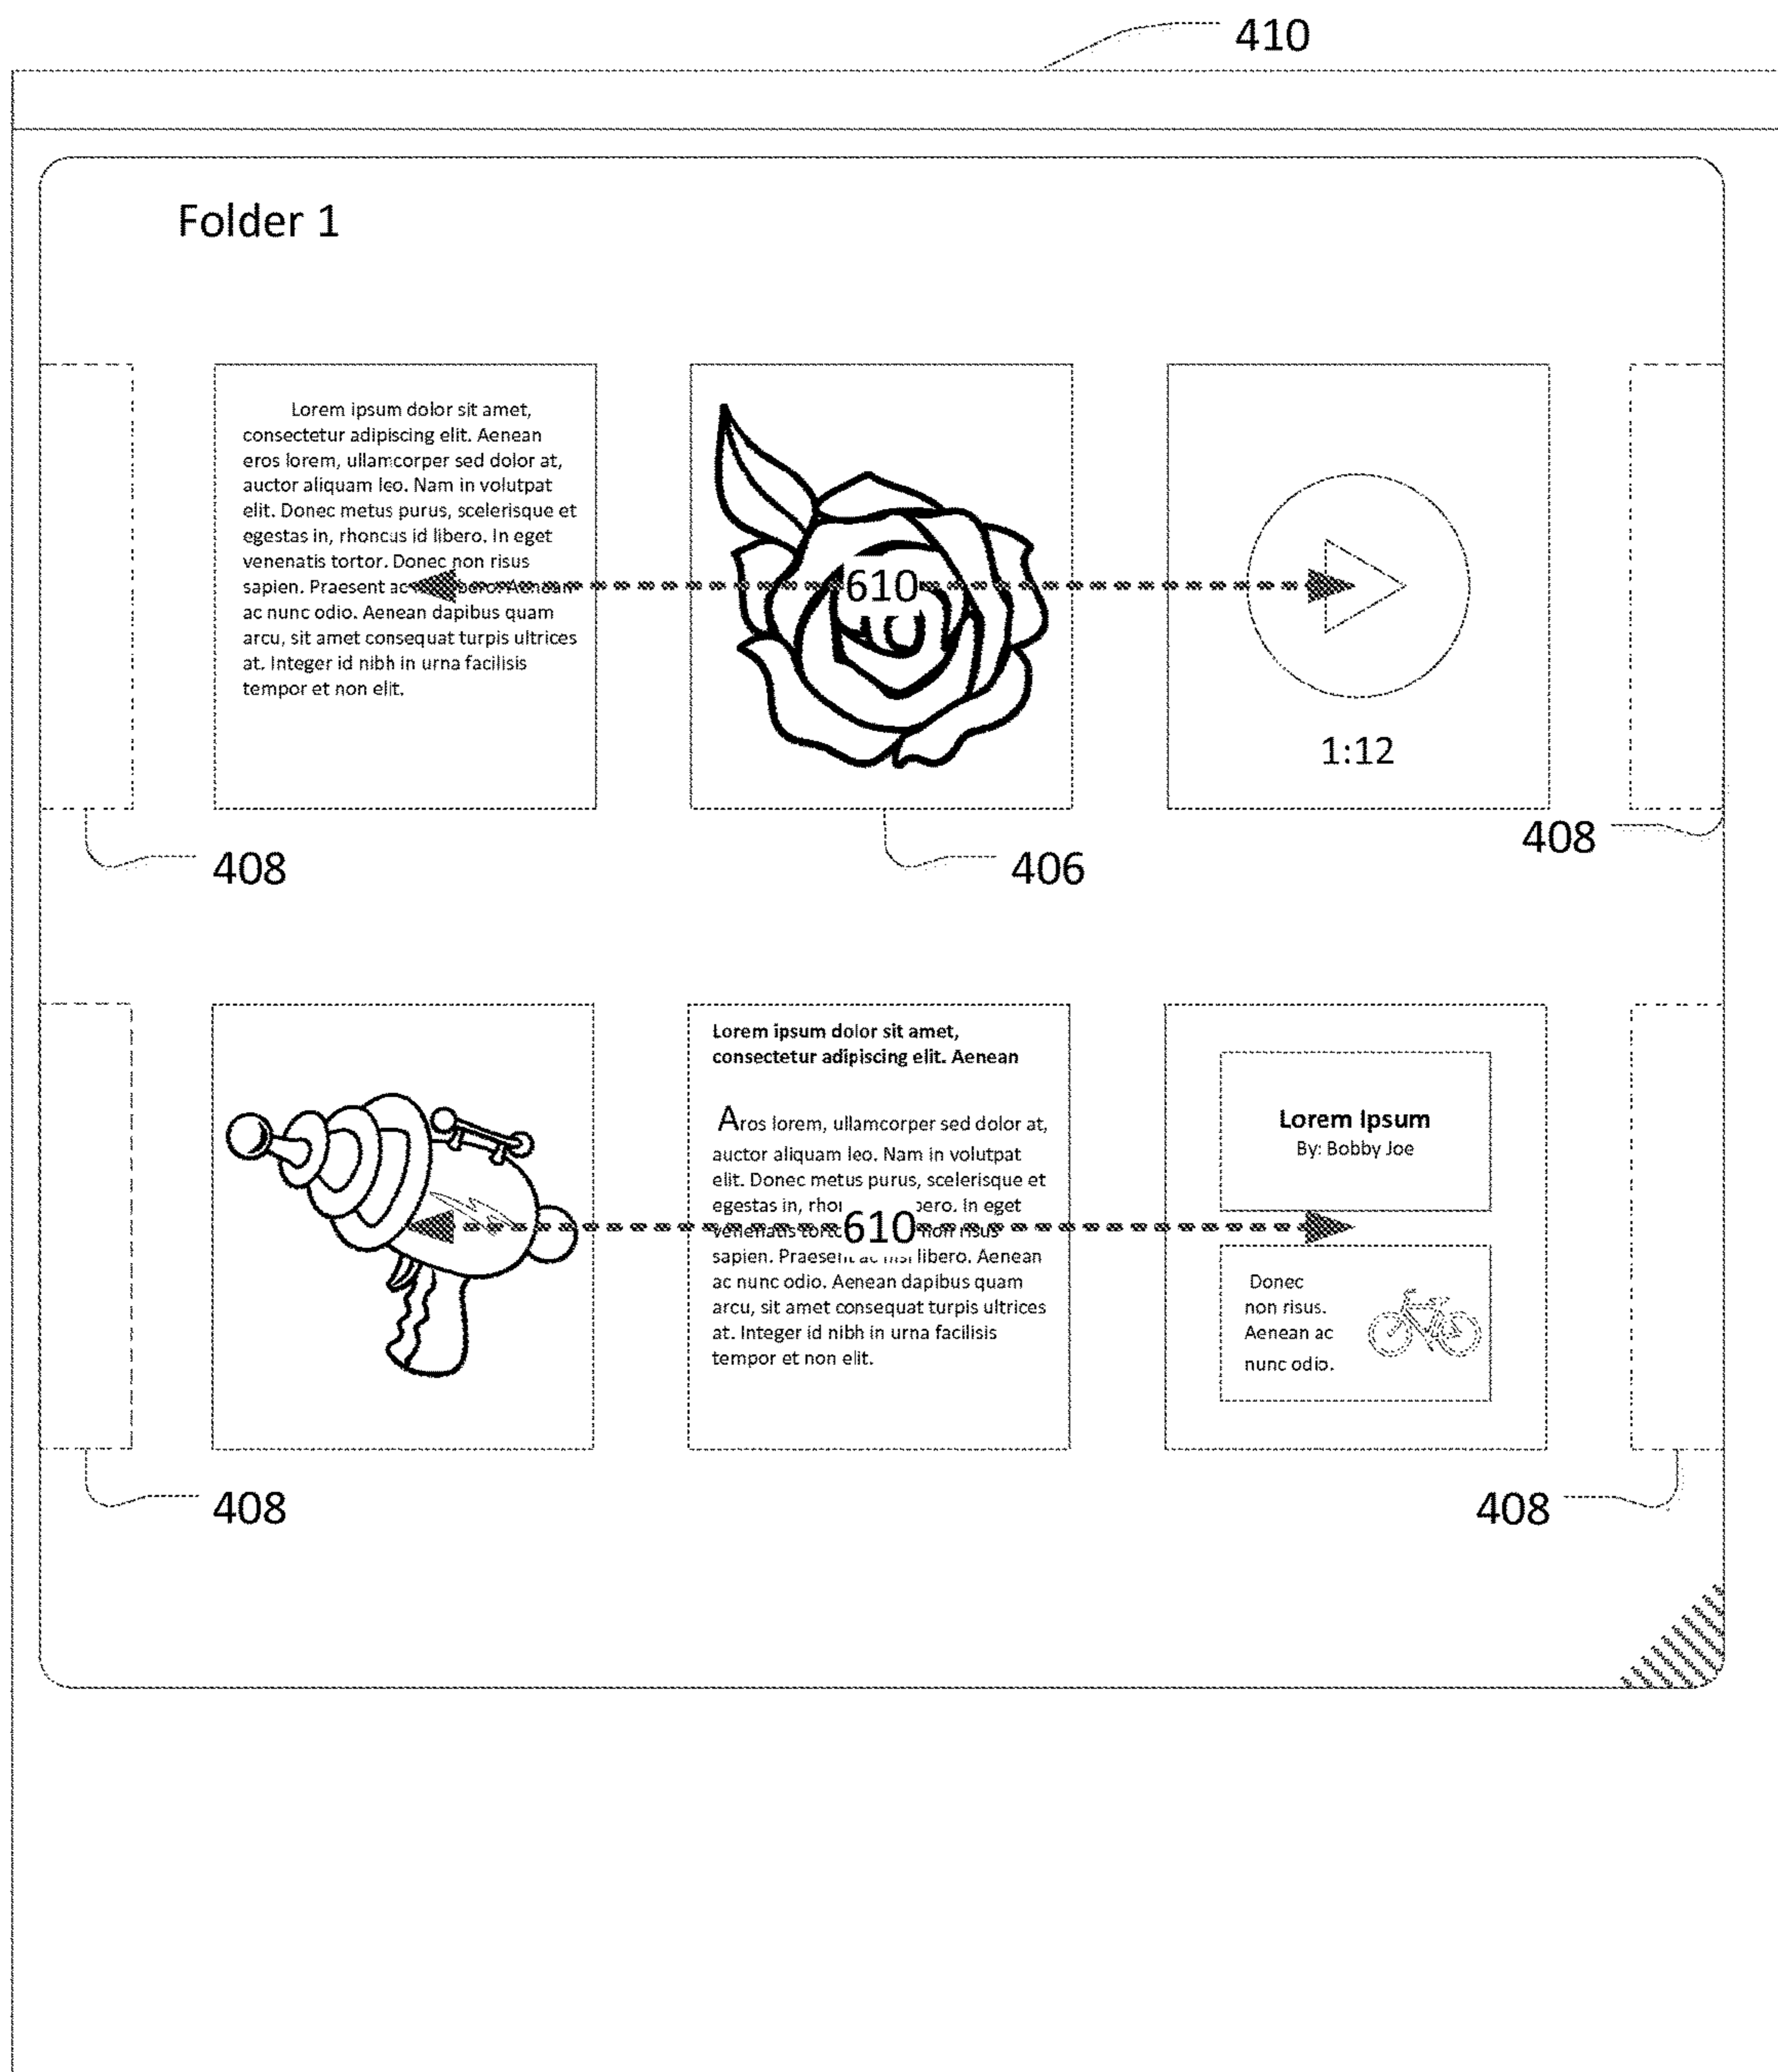 410
Folder 1
Lorem ipsum dolor sit amet,
consectetur adipiscing elit. Aenean
eros lorem, ullamcorper sed dolor at,
auctor aliquam leo. Nam in volutpat
elit. Donec metus purus, scelerisque et
egestas in, rhoncus id libero. In eget
venenatis tortor. Donec non risus
sapien. Praesent ac Aenean
ac nunc odio. Aenean dapibus quam
arcu, sit amet consequat turpis ultrices
at. Integer id nibh in urna facilisis
tempor et non elit.
610
1:12
408
406
408
Lorem ipsum dolor sit amet,
consectetur adipiscing elit. Aenean
Aros lorem, ullamcorper sed dolor at,
auctor aliquam leo. Nam in volutpat
elit. Donec metus purus, scelerisque et
egestas in, In eget
venenatis non risus
sapien. Praesent libero. Aenean
ac nunc odio. Aenean dapibus quam
arcu, sit amet consequat turpis ultrices
at. Integer id nibh in urna facilisis
tempor et non elit.
610
Lorem Ipsum
By: Bobby Joe
Donec
non risus.
Aenean ac
nunc odio.
408
408